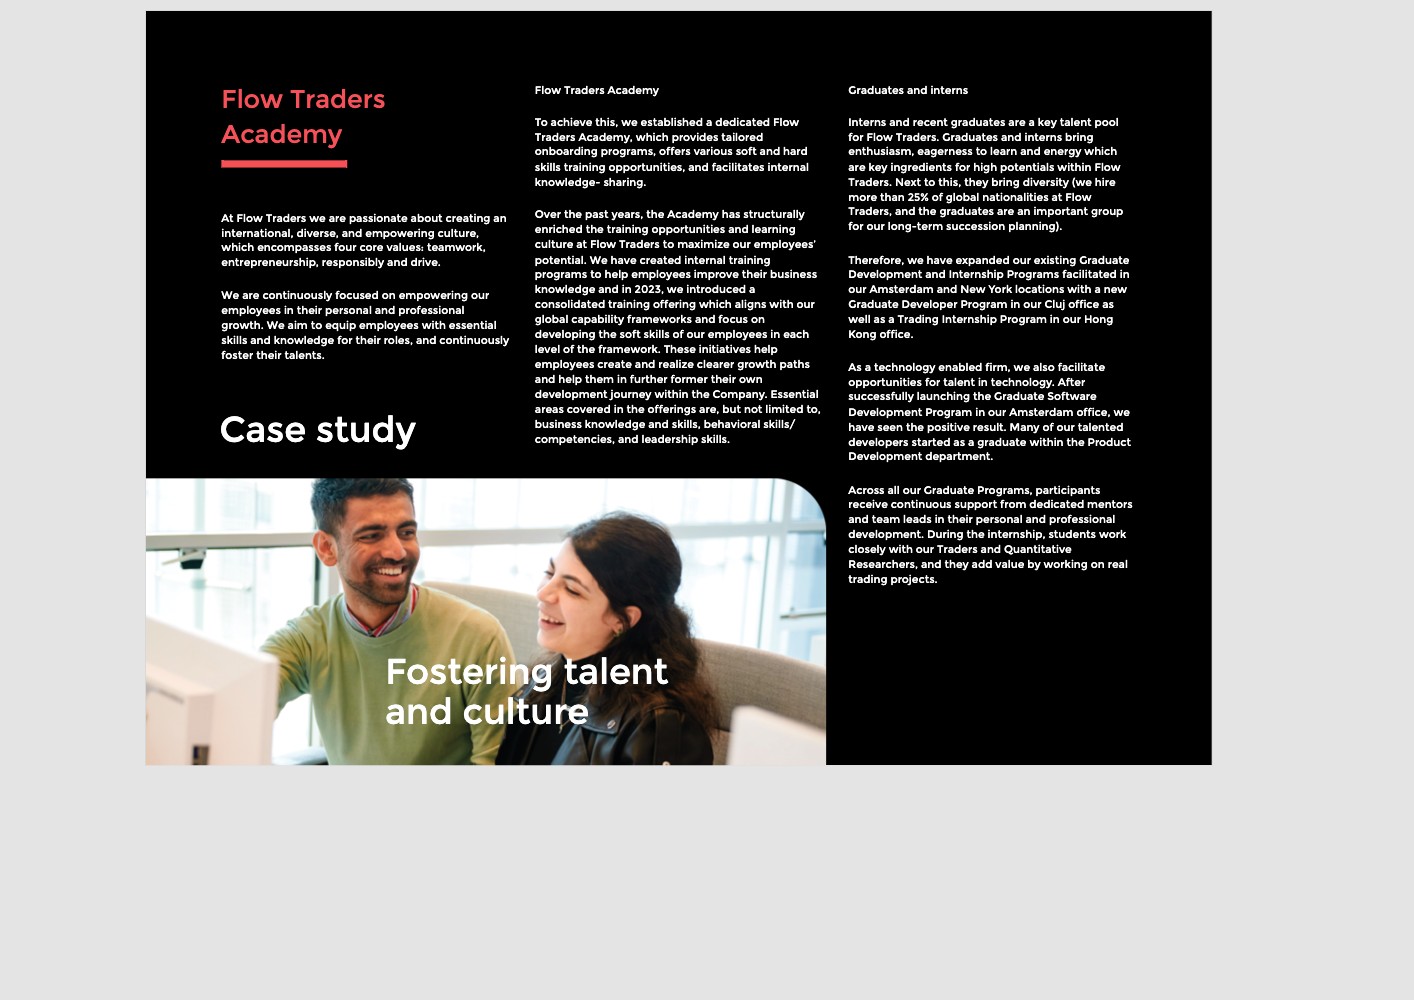 Flow Traders
Academy
At Flow Traders we are passionate about creating an
international, diverse, and empowering culture,
which encompasses four core values: teamwork,
entrepreneurship, responsibly and drive.
We are continuously focused on empowering our
employees in their personal and professional
growth. We aim to equip employees with essential
skills and knowledge for their roles, and continuously
foster their talents.
Case study
Fostering talent
and culture
Flow Traders Academy
To achieve this, we established a dedicated Flow
Traders Academy, which provides tailored
onboarding programs, offers various soft and hard
skills training opportunities, and facilitates internal
knowledge- sharing.
Over the past years, the Academy has structurally
enriched the training opportunities and learning
culture at Flow Traders to maximize our employees'
potential. We have created internal training
programs to help employees improve their business
knowledge and in 2023, we introduced a
consolidated training offering which aligns with our
global capability frameworks and focus on
developing the soft skills of our employees in each
level of the framework. These initiatives help
employees create and realize clearer growth paths
and help them in further former their own
development journey within the Company. Essential
areas covered in the offerings are, but not limited to,
business knowledge and skills, behavioral skills/
competencies, and leadership skills.
Graduates and interns
Interns and recent graduates are a key talent pool
for Flow Traders. Graduates and interns bring
enthusiasm, eagerness to learn and energy which
are key ingredients for high potentials within Flow
Traders. Next to this, they bring diversity (we hire
more than 25% of global nationalities at Flow
Traders, and the graduates are an important group
for our long-term succession planning).
Therefore, we have expanded our existing Graduate
Development and Internship Programs facilitated in
our Amsterdam and New York locations with a new
Graduate Developer Program in our Cluj office as
well as a Trading Internship Program in our Hong
Kong office.
As a technology enabled firm, we also facilitate
opportunities for talent in technology. After
successfully launching the Graduate Software
Development Program in our Amsterdam office, we
have seen the positive result. Many of our talented
developers started as a graduate within the Product
Development department.
Across all our Graduate Programs, participants
receive continuous support from dedicated mentors
and team leads in their personal and professional
development. During the internship, students work
closely with our Traders and Quantitative
Researchers, and they add value by working on real
trading projects.